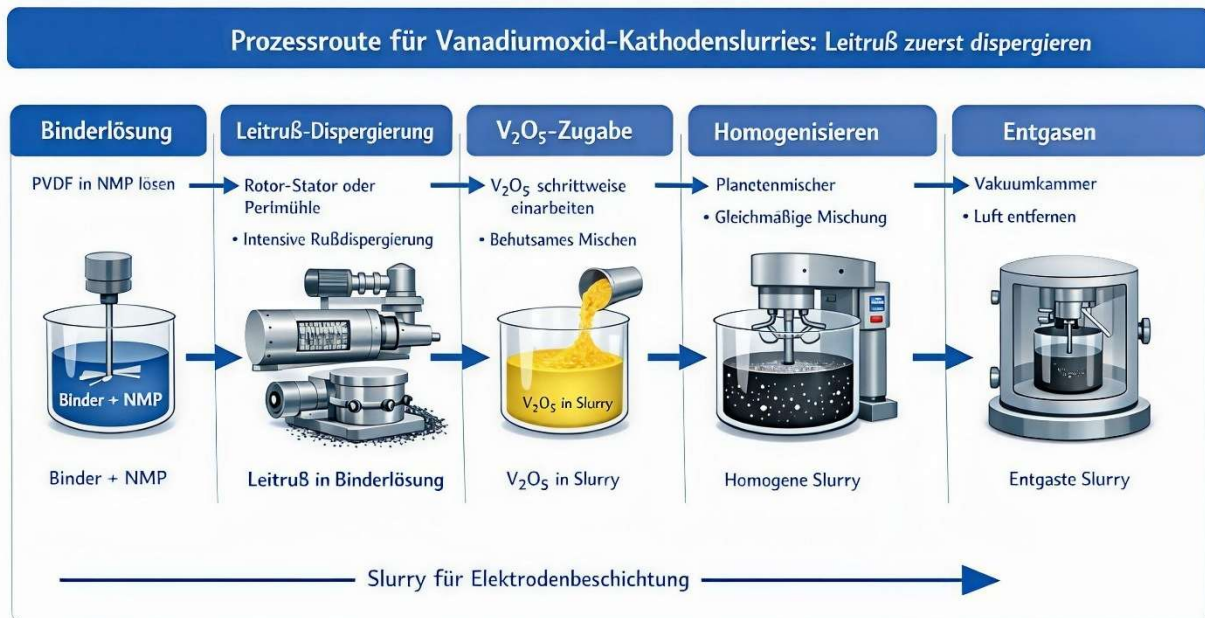 Prozessroute für Vanadiumoxid-Kathodenslurries: Leitruß zuerst dispergieren
Binderlösung
PVDF in NMP lösen
Binder + NMP
Binder + NMP
Leitruß-Dispergierung
Rotor-Stator oder
Perlmühle
• Intensive Rußdispergierung
Leitruß in Binderlösung
V₂O₅-Zugabe
V₂O₅ schrittweise
einarbeiten
• Behutsames Mischen
V₂O₅ in Slurry
V₂O₅ in Slurry
Homogenisieren
Planetenmischer
• Gleichmäßige Mischung
Homogene Slurry
Entgasen
Vakuumkammer
• Luft entfernen
Entgaste Slurry
Slurry für Elektrodenbeschichtung